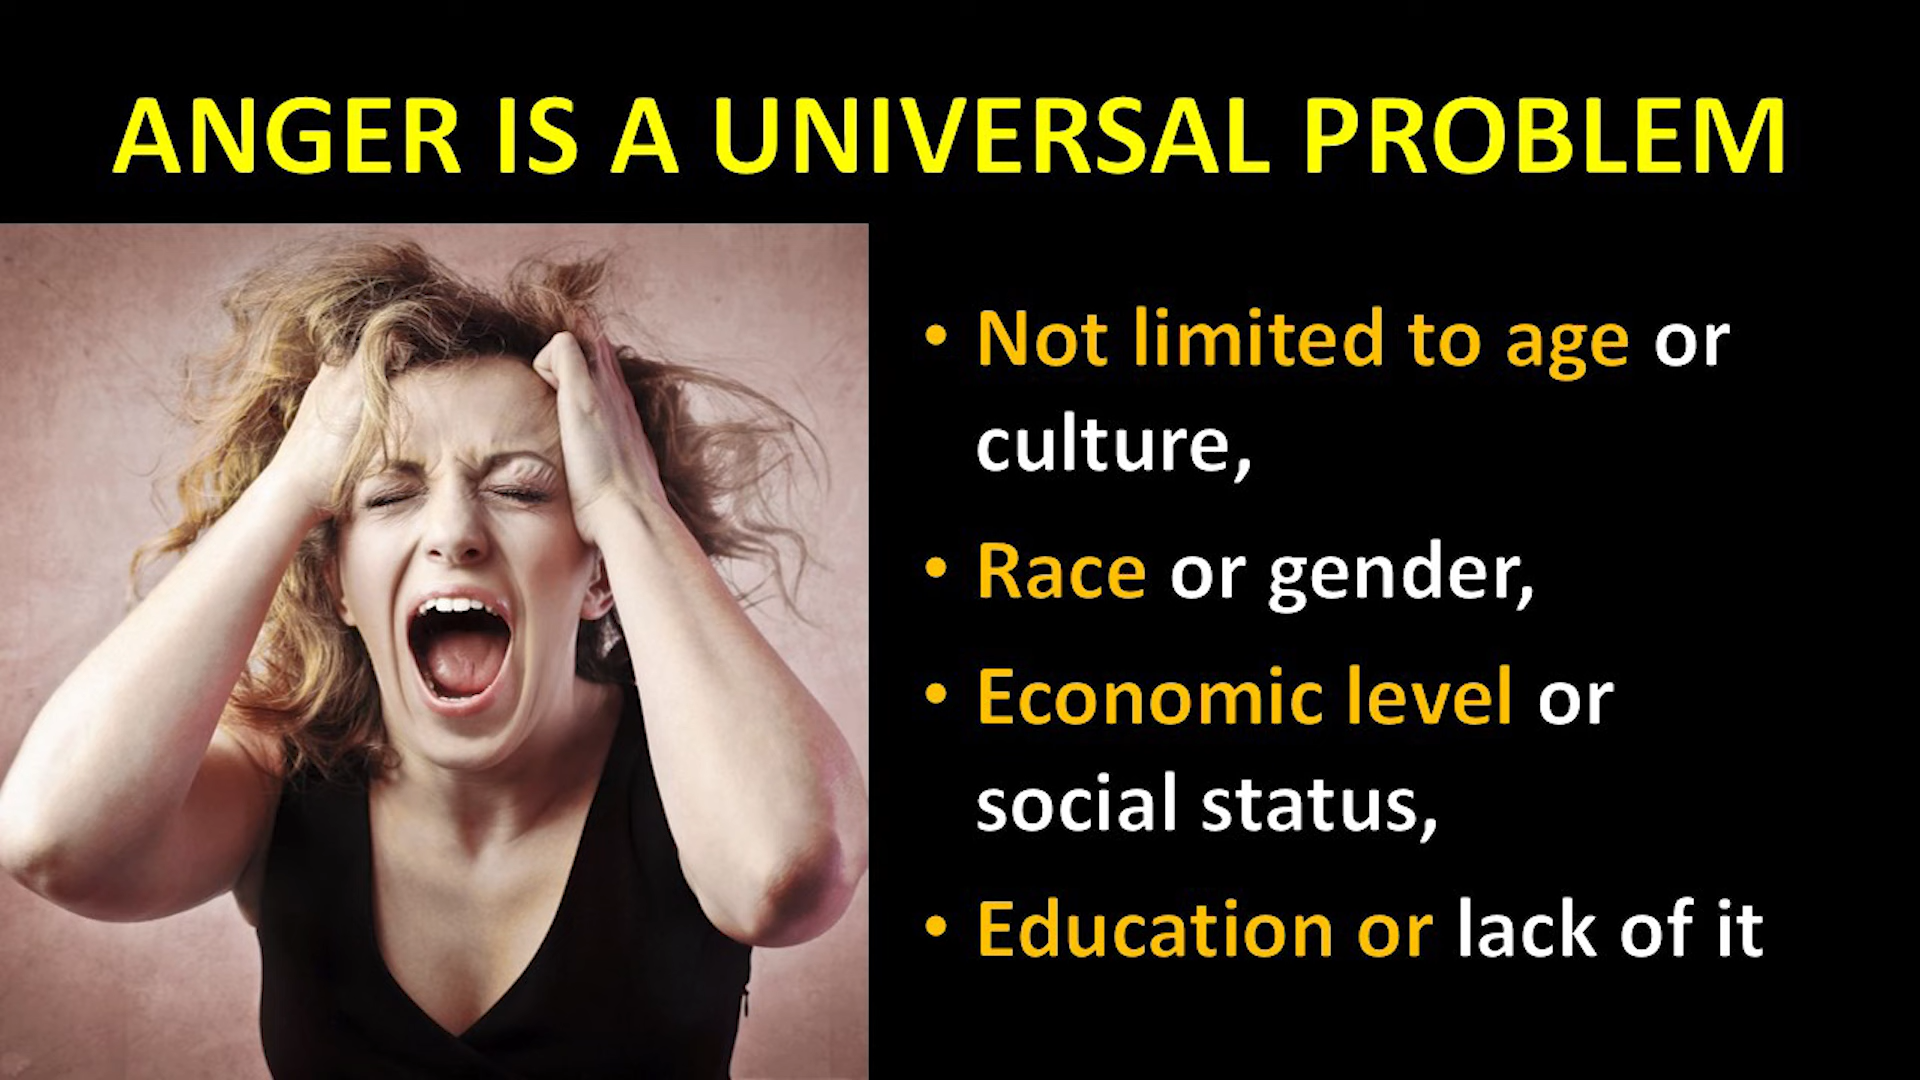 ANGER IS A UNIVERSAL PROBLEM
• Not limited to age or
culture,
• Race or gender,
• Economic level or
social status,
• Education or lack of it